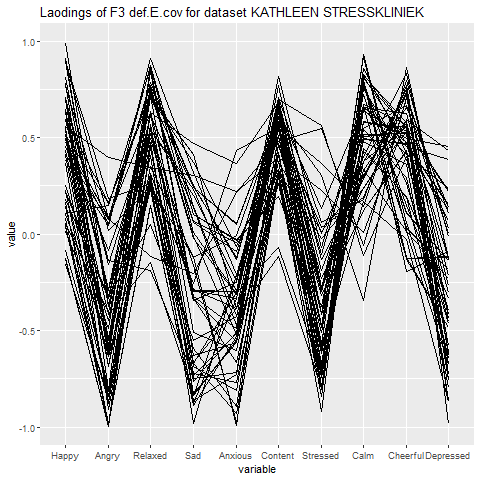 Laodings of F3 def.E.cov for dataset KATHLEEN STRESSKLINIEK
1.0
0.5
0.0
-0.5
-1.0
value
Happy Angry Relaxed Sad Anxious Content Stressed Calm Cheerful Depressed
variable